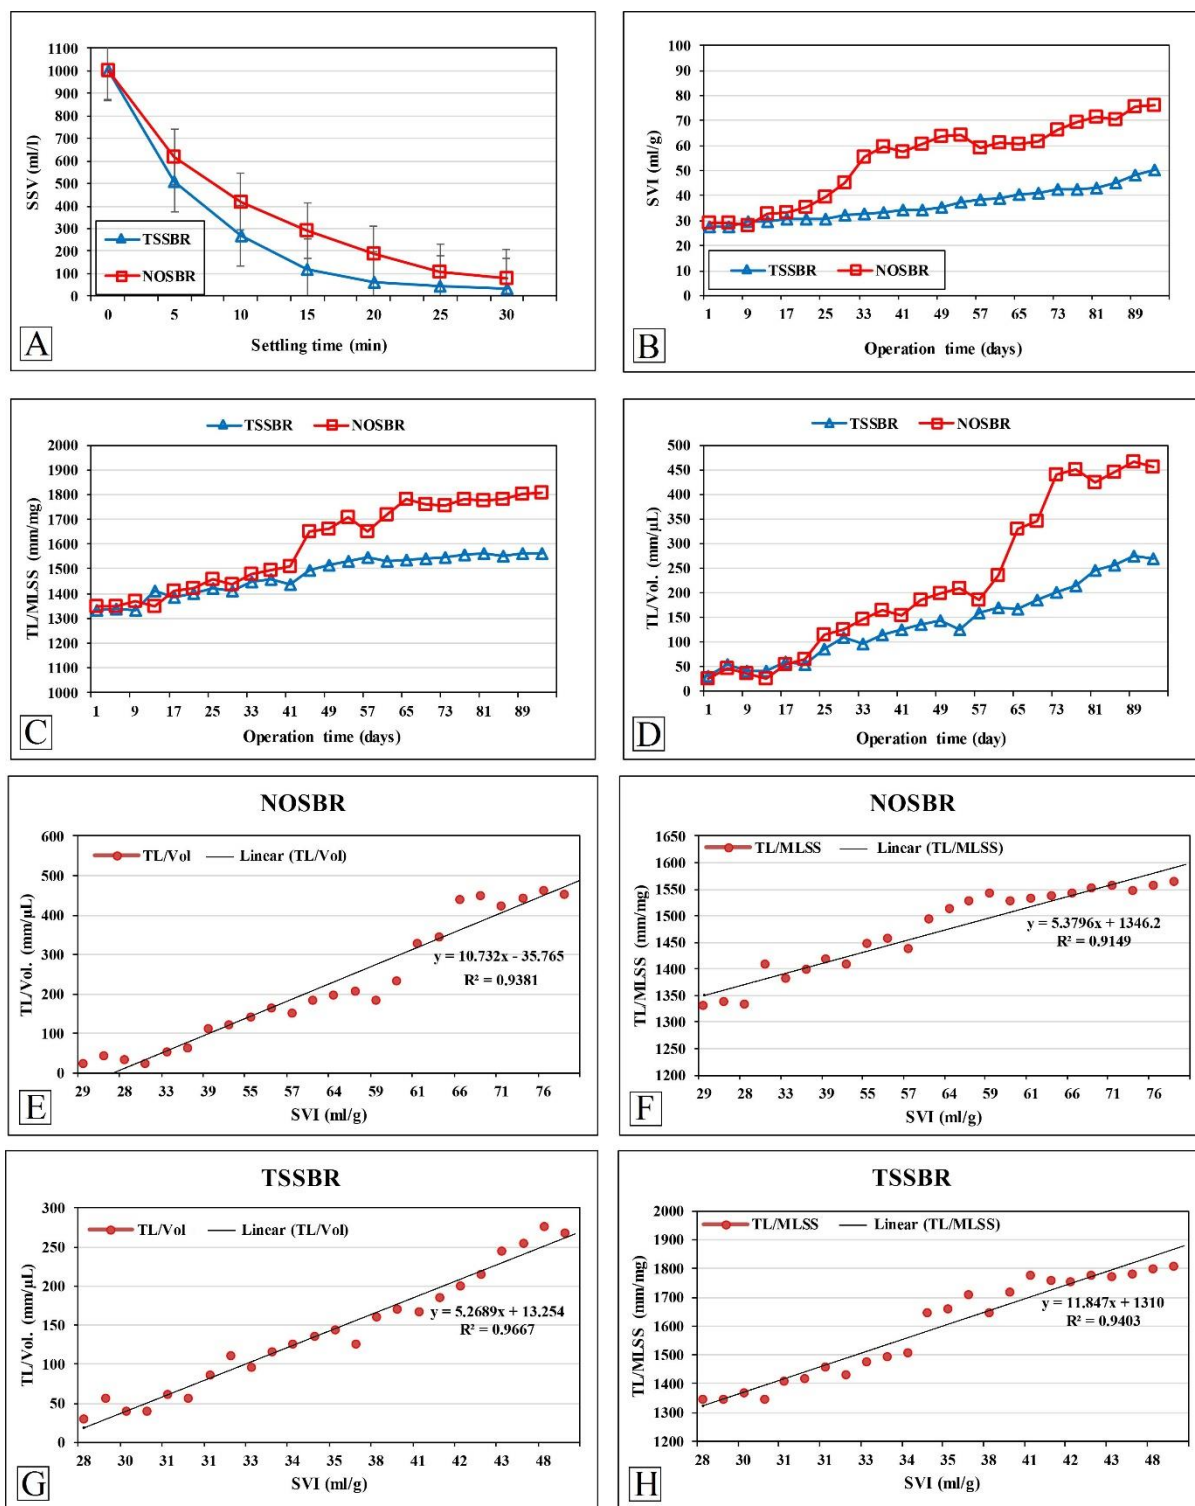 1100
1000
900
800
700
600
500
400
300
200
100
0
SSV (ml/l)
TSSBR
NOSBR
0 5 10 15 20 25 30
Settling time (min)
A
100
90
80
70
60
50
40
30
20
10
0
SVI (ml/g)
TSSBR NOSBR
1 9 17 25 33 41 49 57 65 73 81 89
Operation time (days)
B
TSSBR NOSBR
2000
1900
1800
1700
1600
1500
1400
1300
1200
1100
1000
TL/MLSS (mm/mg)
1 9 17 25 33 41 49 57 65 73 81 89
Operation time (days)
C
TSSBR NOSBR
500
450
400
350
300
250
200
150
100
50
0
TL/Vol. (mm/µL)
1 9 17 25 33 41 49 57 65 73 81 89
Operation time (day)
D
NOSBR
600
500
400
300
200
100
0
TL/Vol. (mm/µL)
TL/Vol Linear (TL/Vol)
y = 10.732x - 35.765
R² = 0.9381
29 28 33 39 55 57 64 59 61 66 71 76
SVI (ml/g)
E
NOSBR
1650
1600
1550
1500
1450
1400
1350
1300
1250
1200
TL/MLSS (mm/mg)
TL/MLSS Linear (TL/MLSS)
y = 5.3796x + 1346.2
R² = 0.9149
29 28 33 39 55 57 64 59 61 66 71 76
SVI (ml/g)
F
TSSBR
300
250
200
150
100
50
0
TL/Vol. (mm/µL)
TL/Vol Linear (TL/Vol)
y = 5.2689x + 13.254
R² = 0.9667
28 30 31 31 33 34 35 38 41 42 43 48
SVI (ml/g)
G
TSSBR
2000
1900
1800
1700
1600
1500
1400
1300
1200
TL/MLSS (mm/mg)
TL/MLSS Linear (TL/MLSS)
y = 11.847x + 1310
R² = 0.9403
28 30 31 31 33 34 35 38 41 42 43 48
SVI (ml/g)
H